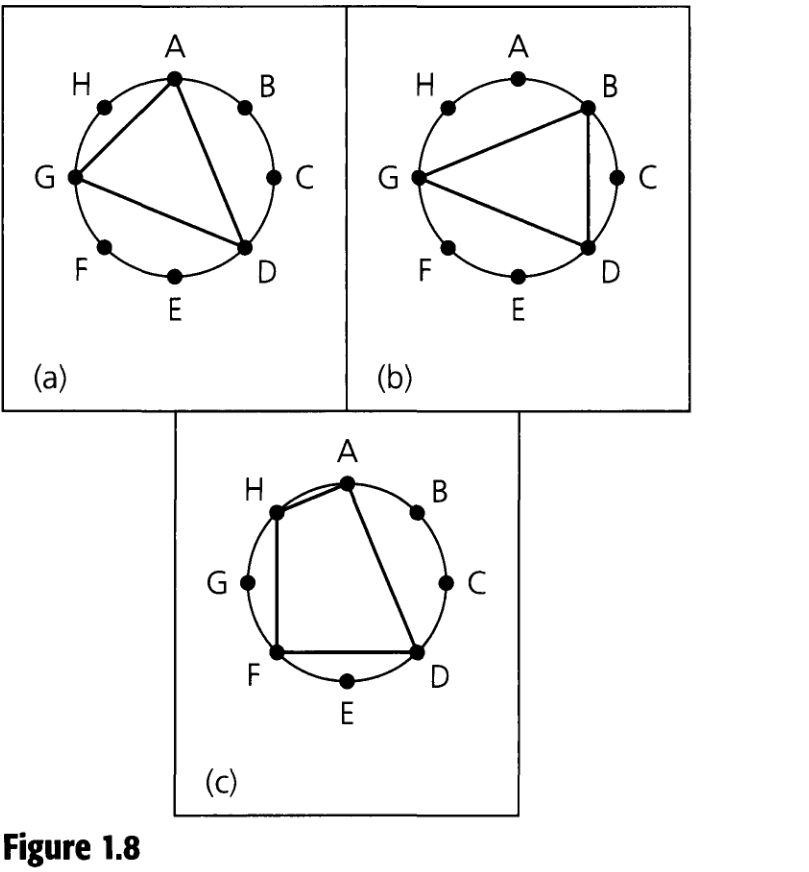 A A
H B H B
G C G C
F D F D
E E
(a) (b)
A
H B
G C
F D
E
(c)
Figure 1.8